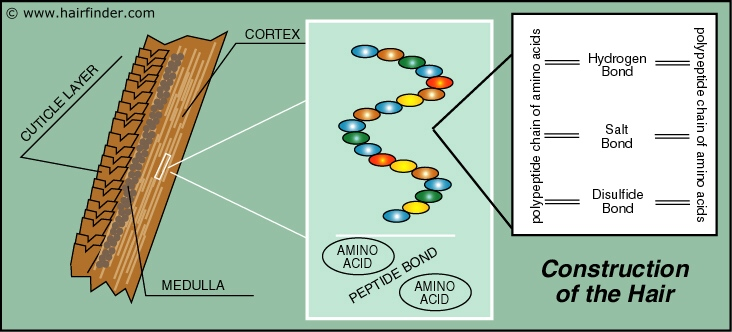 © www.hairfinder.com
CORTEX
CUTICLE LAYER
MEDULLA
AMINO
ACID
PEPTIDE BOND
AMINO
ACID
polypeptide chain of amino acids
Hydrogen
Bond
Salt
Bond
Disulfide
Bond
polypeptide chain of amino acids
Construction
of the Hair